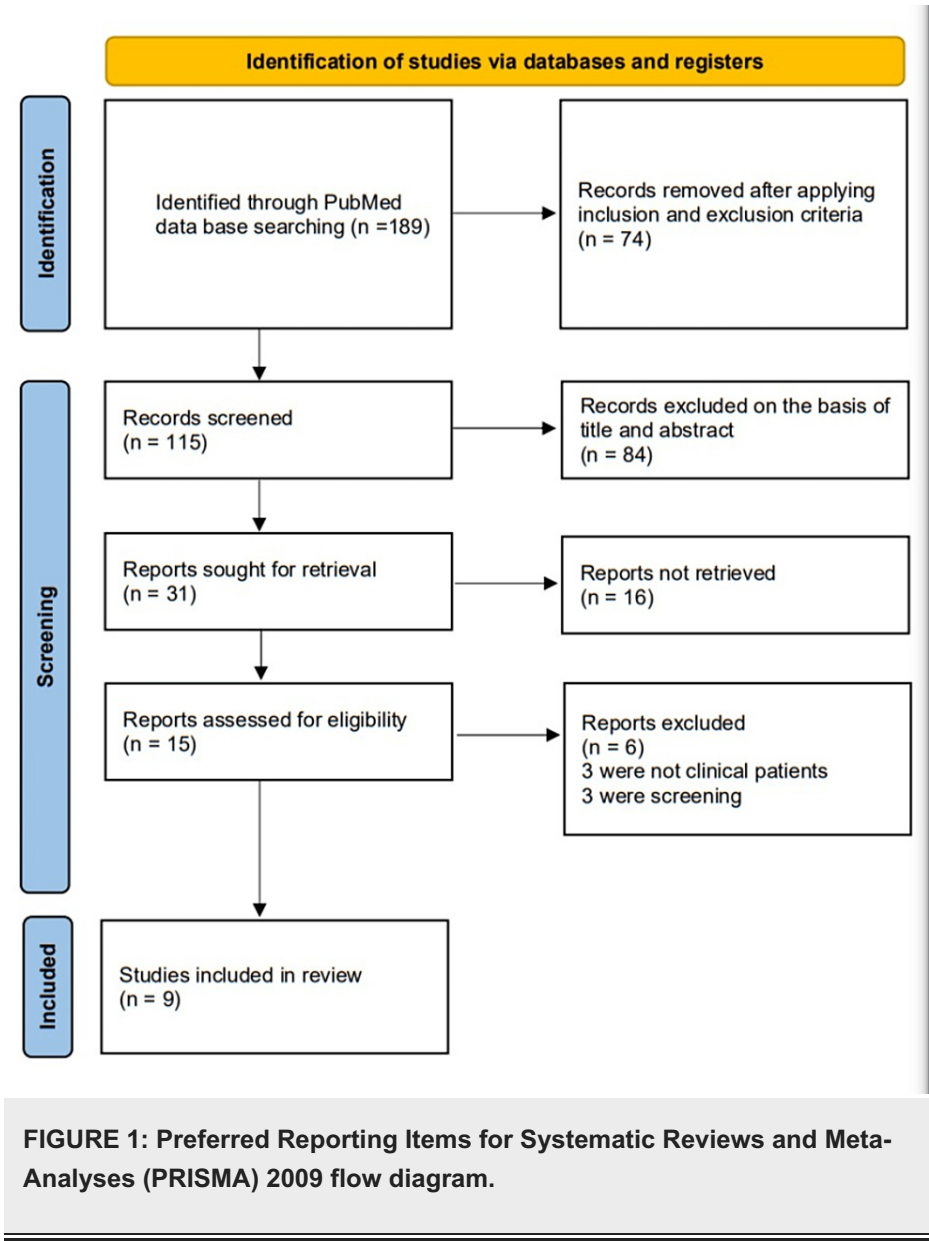 Identification of studies via databases and registers
Identification
Identified through PubMed
data base searching (n =189)
Records removed after applying
inclusion and exclusion criteria
(n = 74)
Screening
Records screened
(n = 115)
Records excluded on the basis of
title and abstract
(n = 84)
Reports sought for retrieval
(n = 31)
Reports not retrieved
(n = 16)
Reports assessed for eligibility
(n = 15)
Reports excluded
(n = 6)
3 were not clinical patients
3 were screening
Included
Studies included in review
(n = 9)
FIGURE 1: Preferred Reporting Items for Systematic Reviews and Meta-
Analyses (PRISMA) 2009 flow diagram.